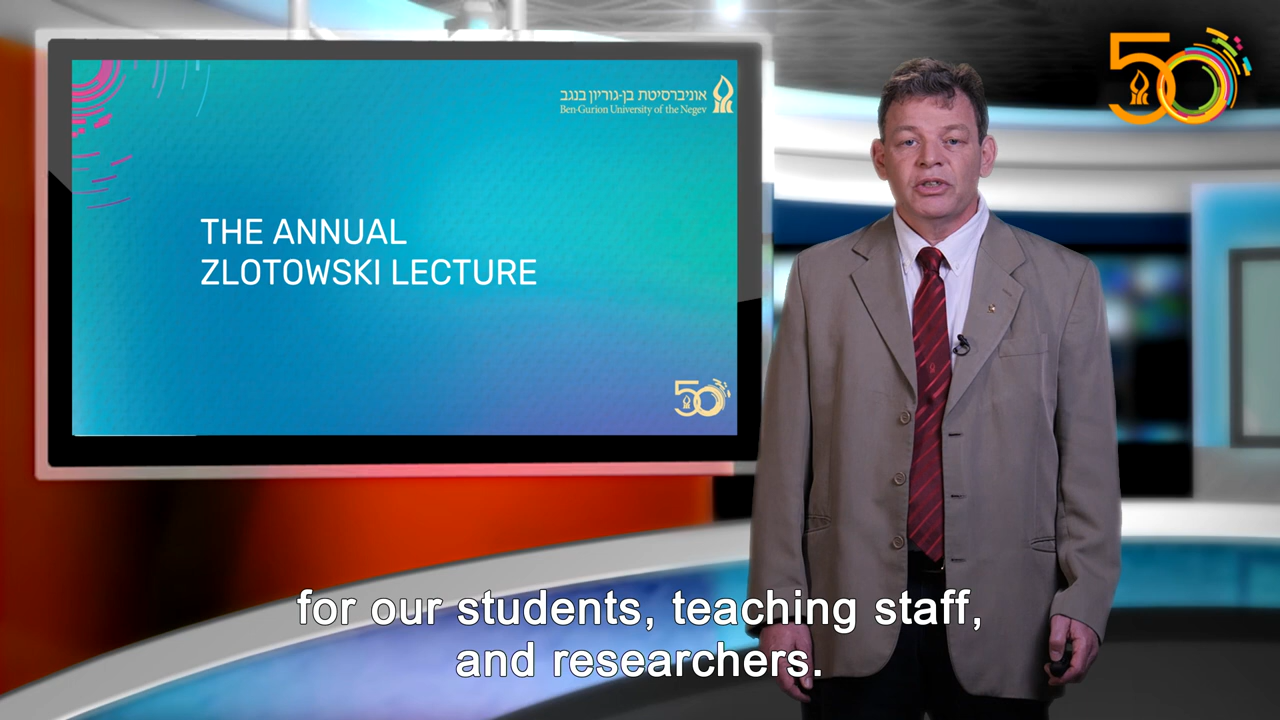 אוניברסיטת בן-גוריון בנגב
Ben-Gurion University of the Negev
50
THE ANNUAL
ZLOTOWSKI LECTURE
50
for our students, teaching staff,
and researchers.